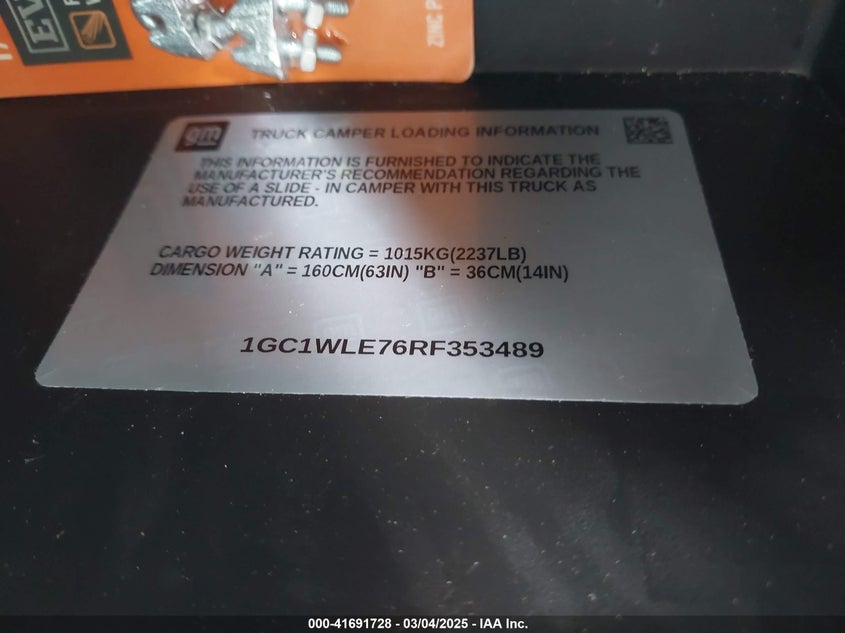 EV
ZINC P
gm
TRUCK CAMPER LOADING INFORMATION
THIS INFORMATION IS FURNISHED TO INDICATE THE
MANUFACTURER'S RECOMMENDATION REGARDING THE
USE OF A SLIDE - IN CAMPER WITH THIS TRUCK AS
MANUFACTURED.
CARGO WEIGHT RATING = 1015KG(2237LB)
DIMENSION "A" = 160CM(63IN) "B" = 36CM(14IN)
1GC1WLE76RF353489
000-41691728 - 03/04/2025 - IAA Inc.